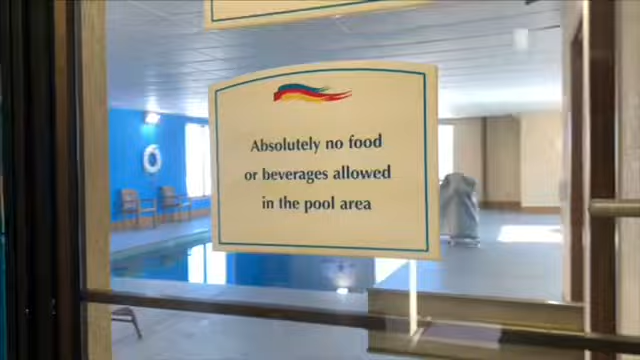 Absolutely no food
or beverages allowed
in the pool area